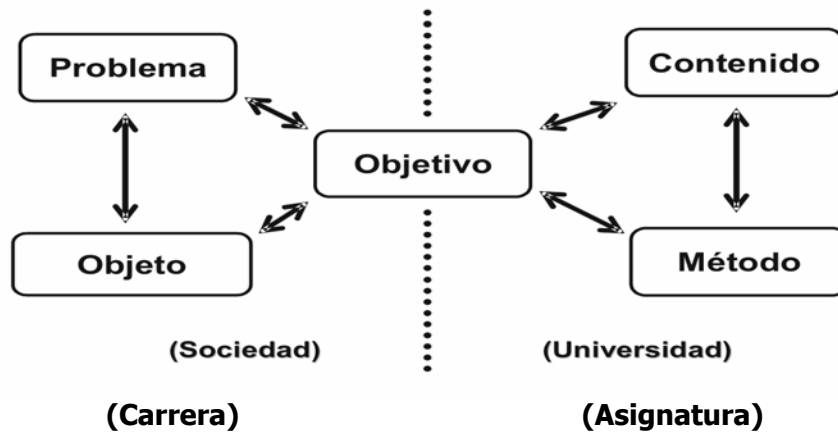 Problema
Contenido
Objetivo
Objeto
Método
(Sociedad)
(Universidad)
(Carrera)
(Asignatura)